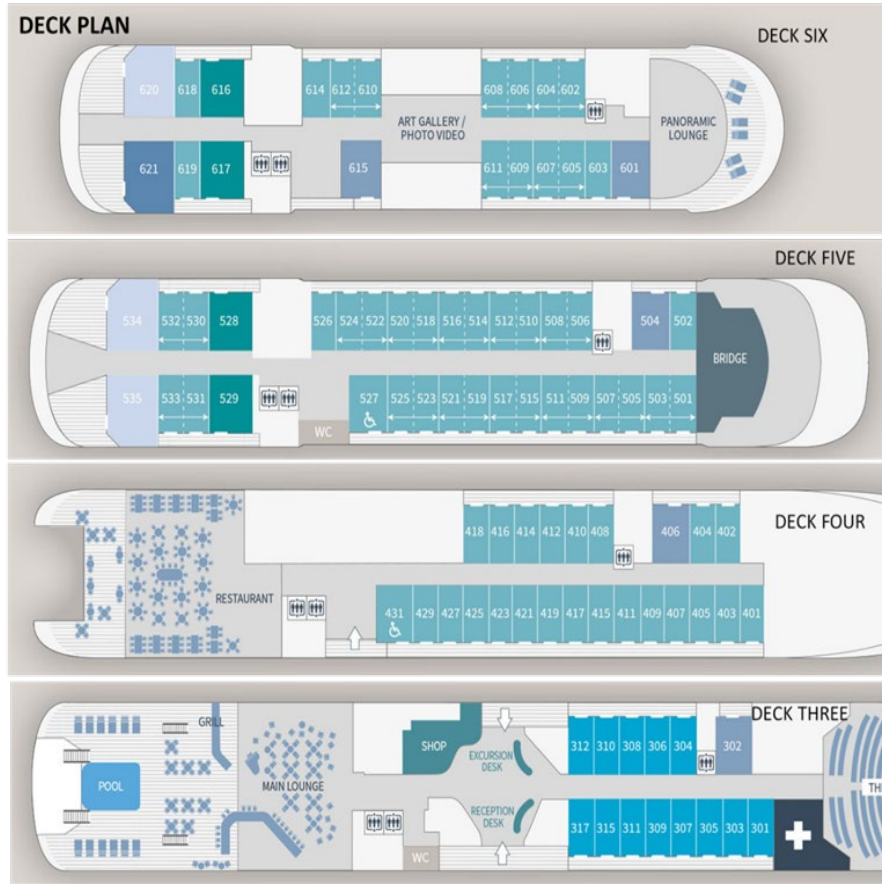 DECK PLAN
DECK SIX
620 618 616 614 612 610 608 606 604 602
ART GALLERY /
PHOTO VIDEO
PANORAMIC
LOUNGE
621 619 617 615 611 609 607 605 603 601
DECK FIVE
534 532 530 528 526 524 522 520 518 516 514 512 510 508 506 504 502
BRIDGE
535 533 531 529 527 525 523 521 519 517 515 511 509 507 505 503 501
WC
DECK FOUR
418 416 414 412 410 408 406 404 402
RESTAURANT
431 429 427 425 423 421 419 417 415 411 409 407 405 403 401
DECK THREE
GRILL
SHOP
EXCURSION
DESK
312 310 308 306 304 302
POOL
MAIN LOUNGE
TH
RECEPTION
DESK
317 315 311 309 307 305 303 301
WC